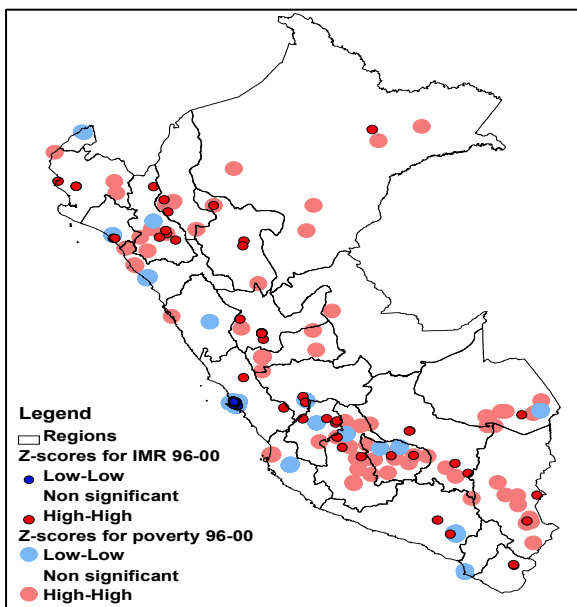 Legend
Regions
Z-scores for IMR 96-00
Low-Low
Non significant
High-High
Z-scores for poverty 96-00
Low-Low
Non significant
High-High